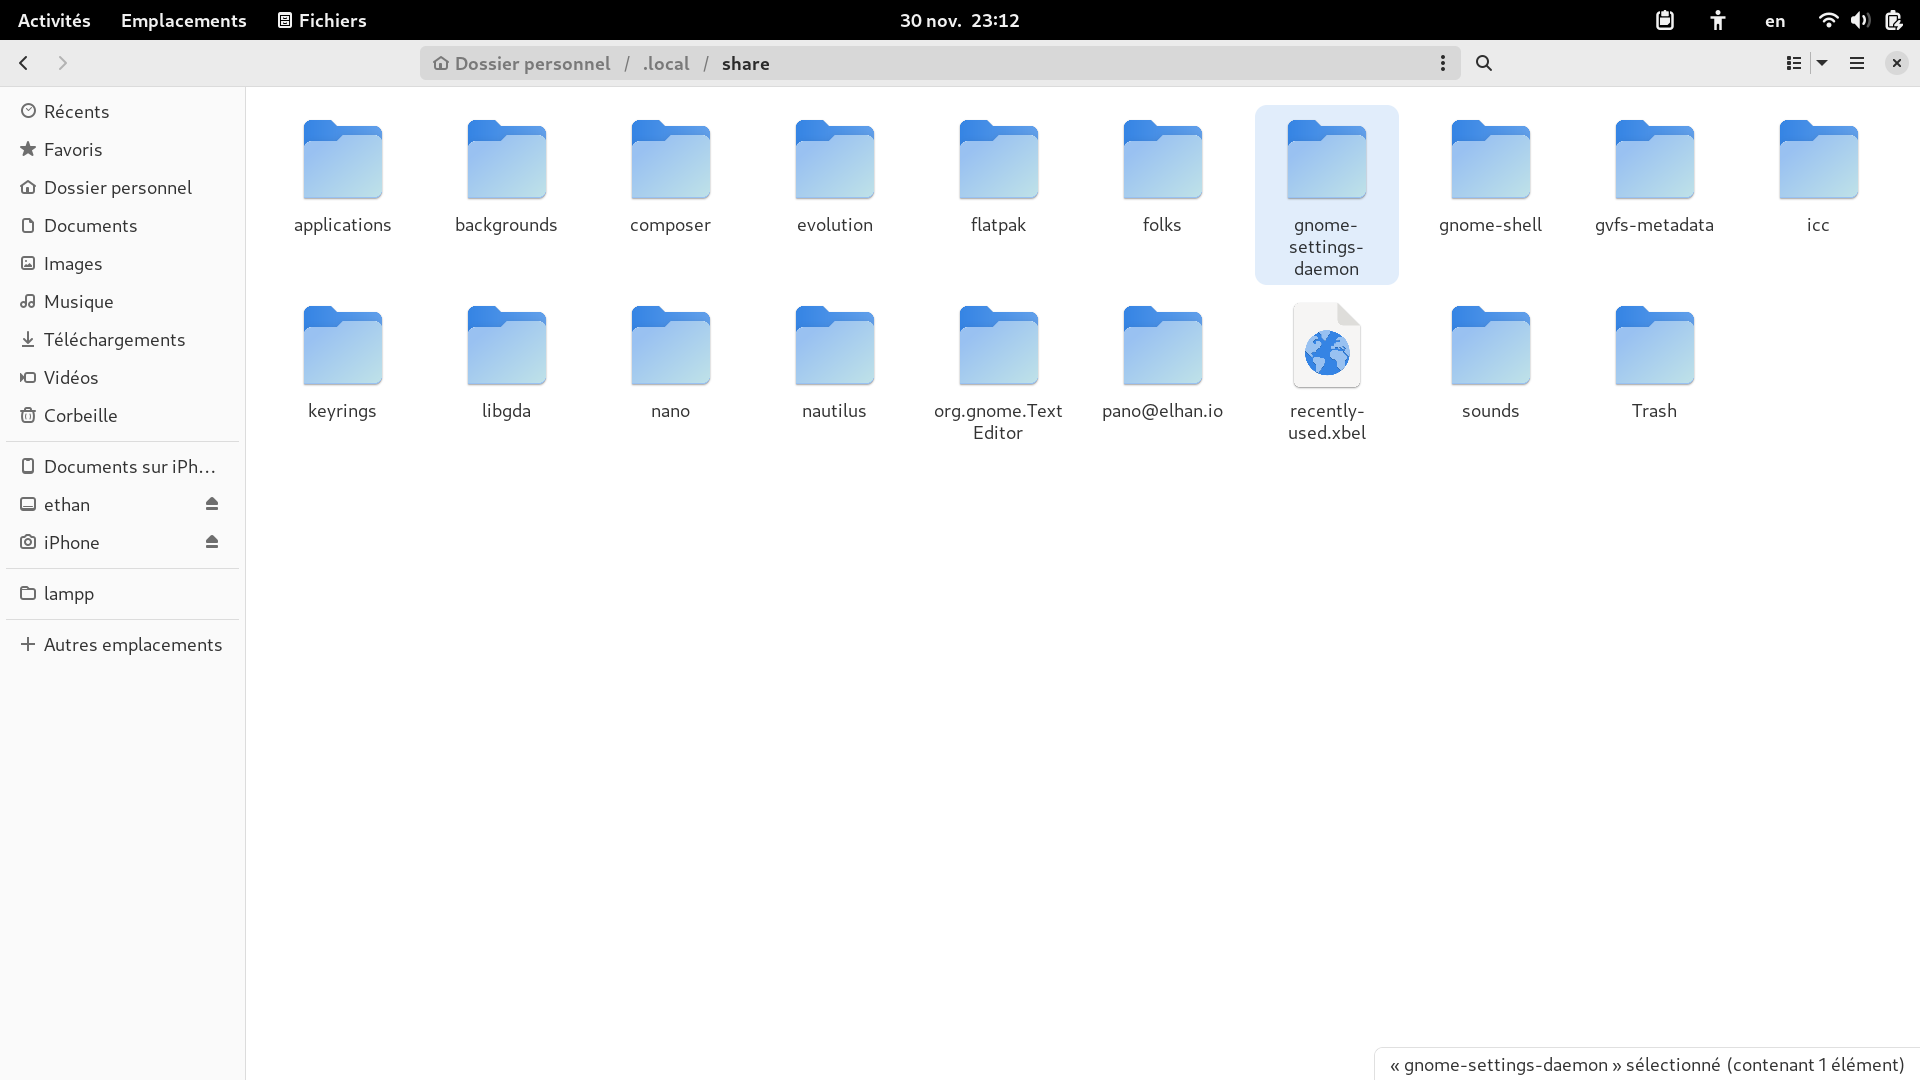 Activités Emplacements Fichiers 30 nov. 23:12 en
Dossier personnel / .local / share
Récents
Favoris
Dossier personnel
Documents
Images
Musique
Téléchargements
Vidéos
Corbeille
Documents sur iPh...
ethan
iPhone
lampp
Autres emplacements
applications
backgrounds
composer
evolution
flatpak
folks
gnome-
settings-
daemon
gnome-shell
gvfs-metadata
icc
keyrings
libgda
nano
nautilus
org.gnome.Text
Editor
pano@elhan.io
recently-
used.xbel
sounds
Trash
« gnome-settings-daemon » sélectionné (contenant 1 élément)